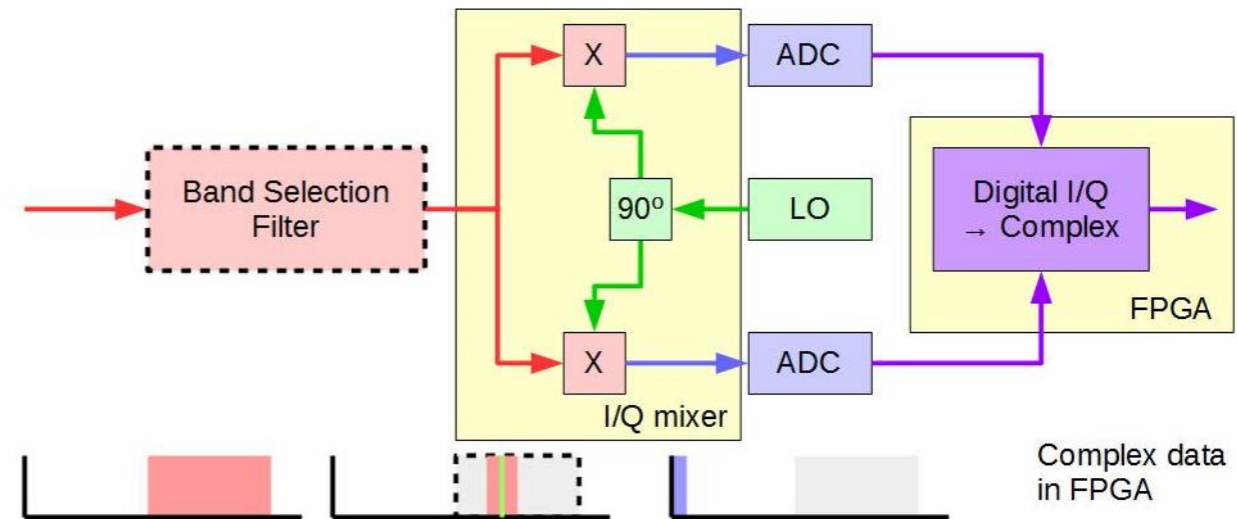 X
ADC
Band Selection
Filter
90º
LO
Digital I/Q
→ Complex
FPGA
X
ADC
I/Q mixer
Complex data
in FPGA